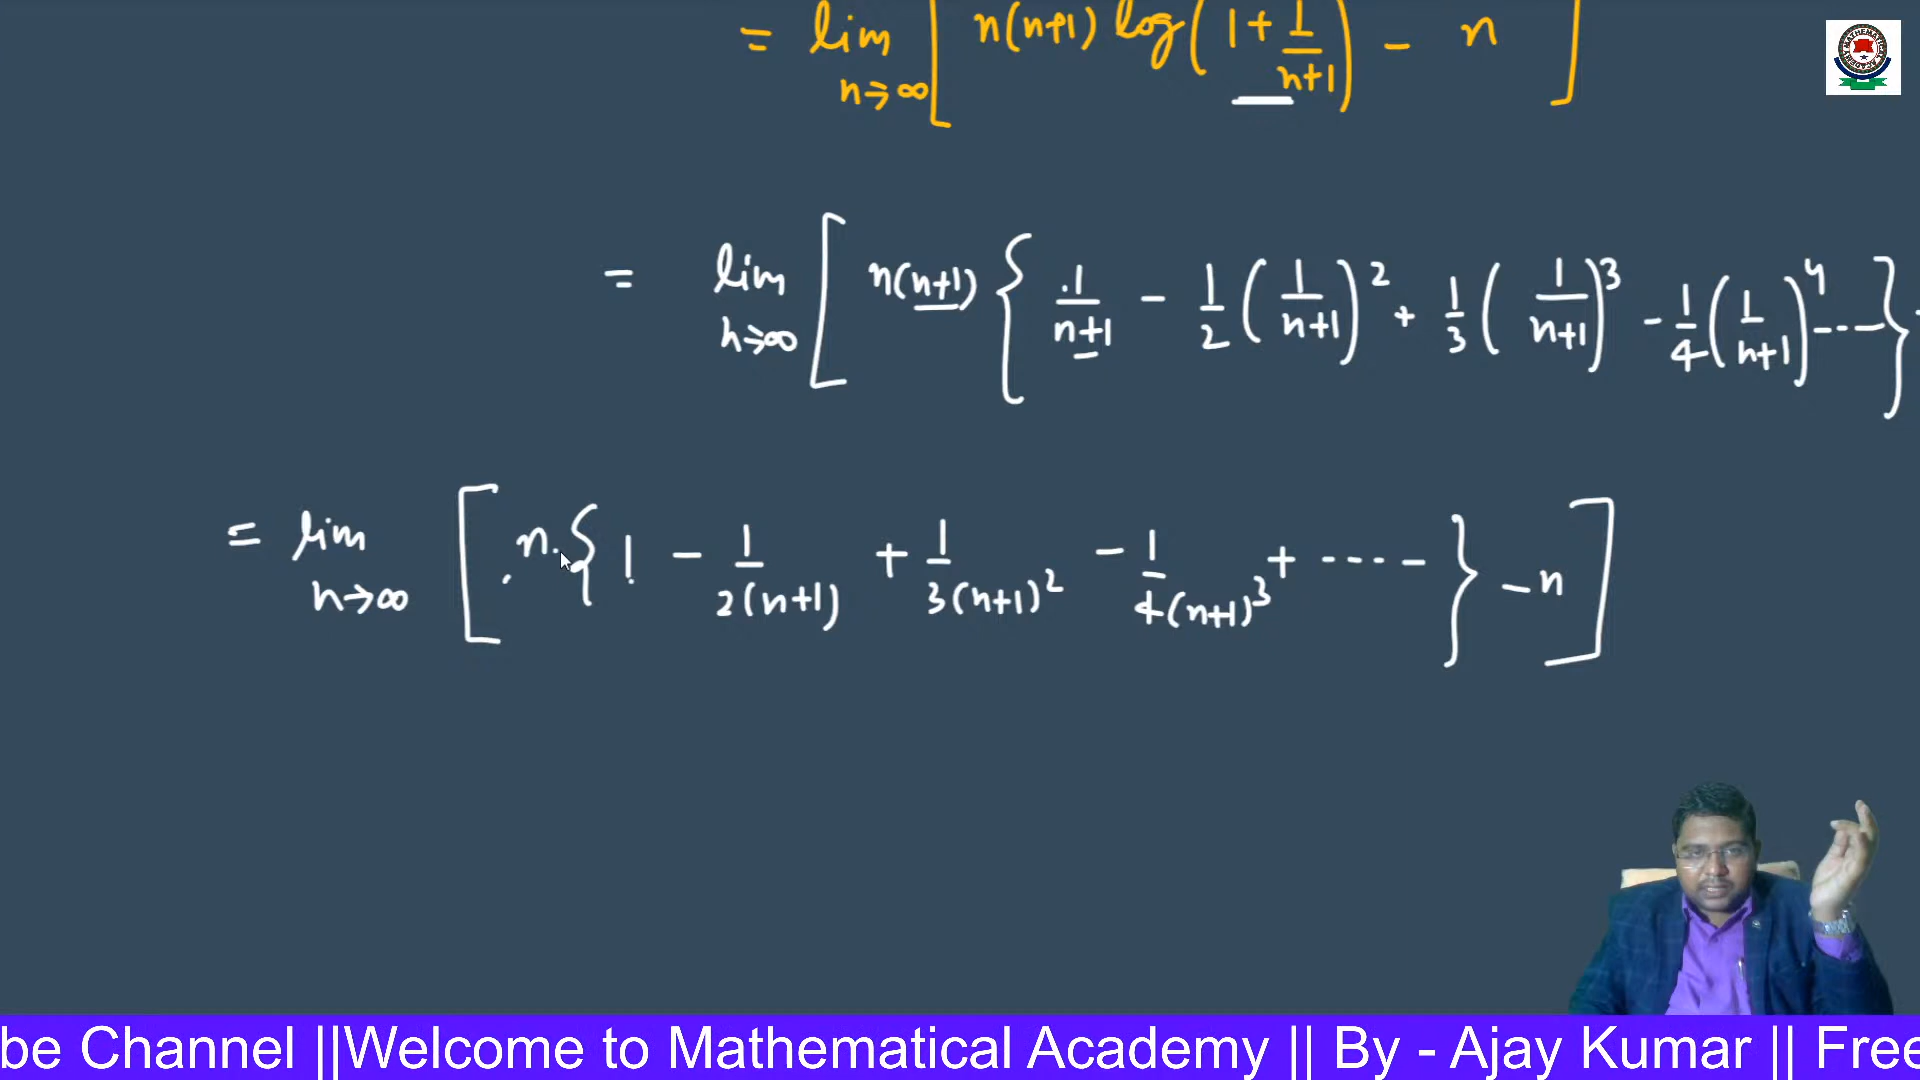 = lim n→∞ [ n(n+1) log(1 + 1/(n+1)) - n ]
= lim n→∞ [ n(n+1) { 1/(n+1) - 1/2 (1/(n+1))^2 + 1/3 (1/(n+1))^3 - 1/4 (1/(n+1))^4 ---- }
= lim n→∞ [ n. { 1 - 1/(2(n+1)) + 1/(3(n+1)^2) - 1/(4(n+1)^3) + ---- } - n ]
be Channel ||Welcome to Mathematical Academy || By - Ajay Kumar || Free